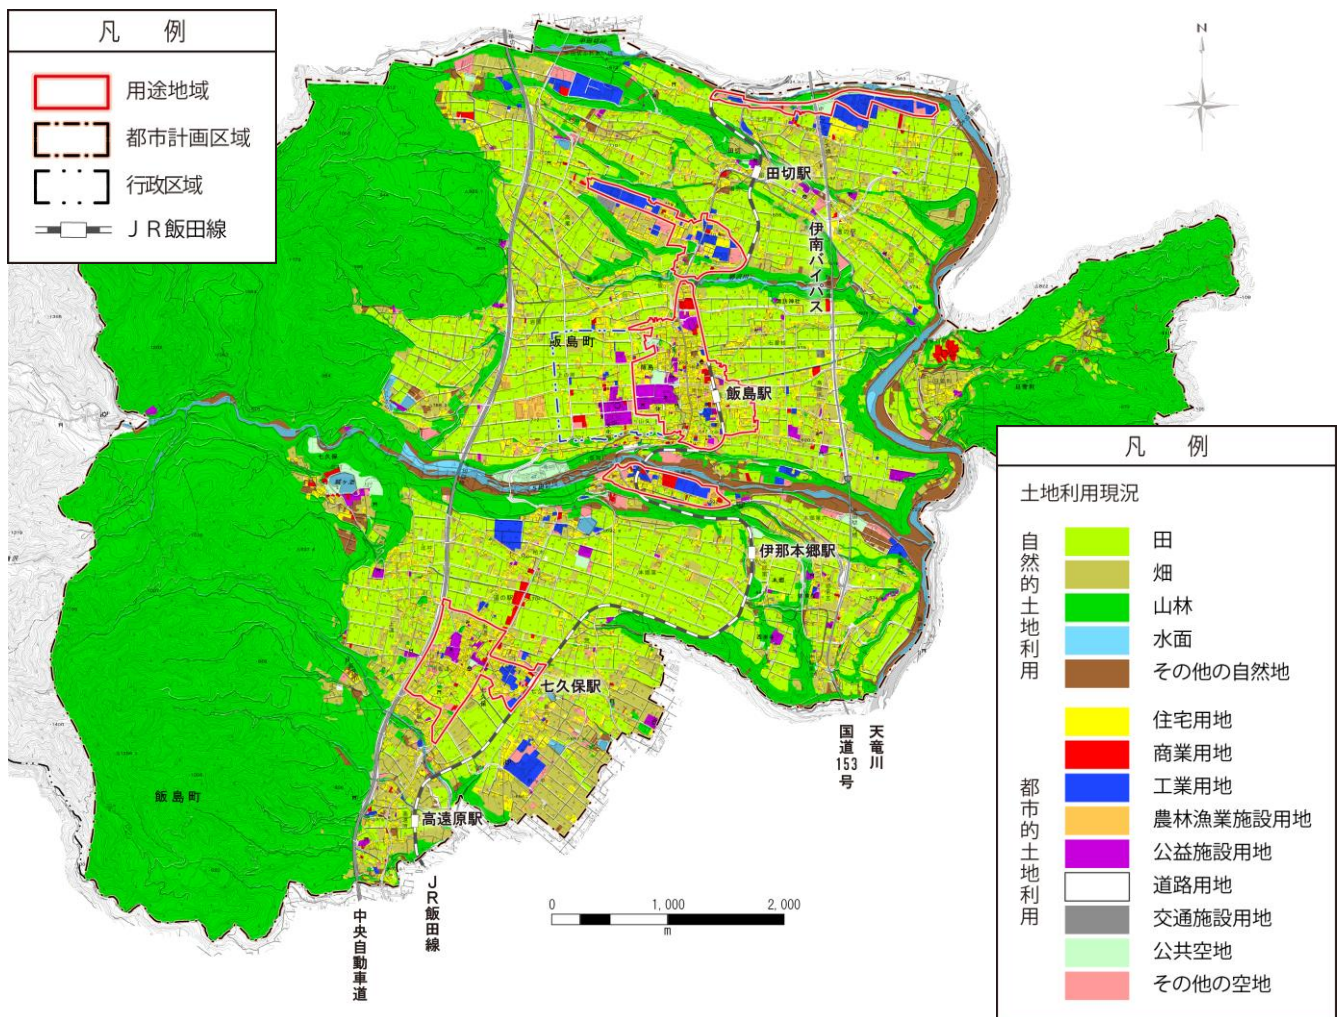 凡 例
用途地域
都市計画区域
行政区域
ＪＲ飯田線
N
田切駅
伊南バイパス
飯島町
飯島駅
伊那本郷駅
七久保駅
飯島町
高遠原駅
国道153号
天竜川
ＪＲ飯田線
中央自動車道
0 1,000 2,000
m
凡 例
土地利用現況
自然的土地利用
田
畑
山林
水面
その他の自然地
都市的土地利用
住宅用地
商業用地
工業用地
農林漁業施設用地
公益施設用地
道路用地
交通施設用地
公共空地
その他の空地